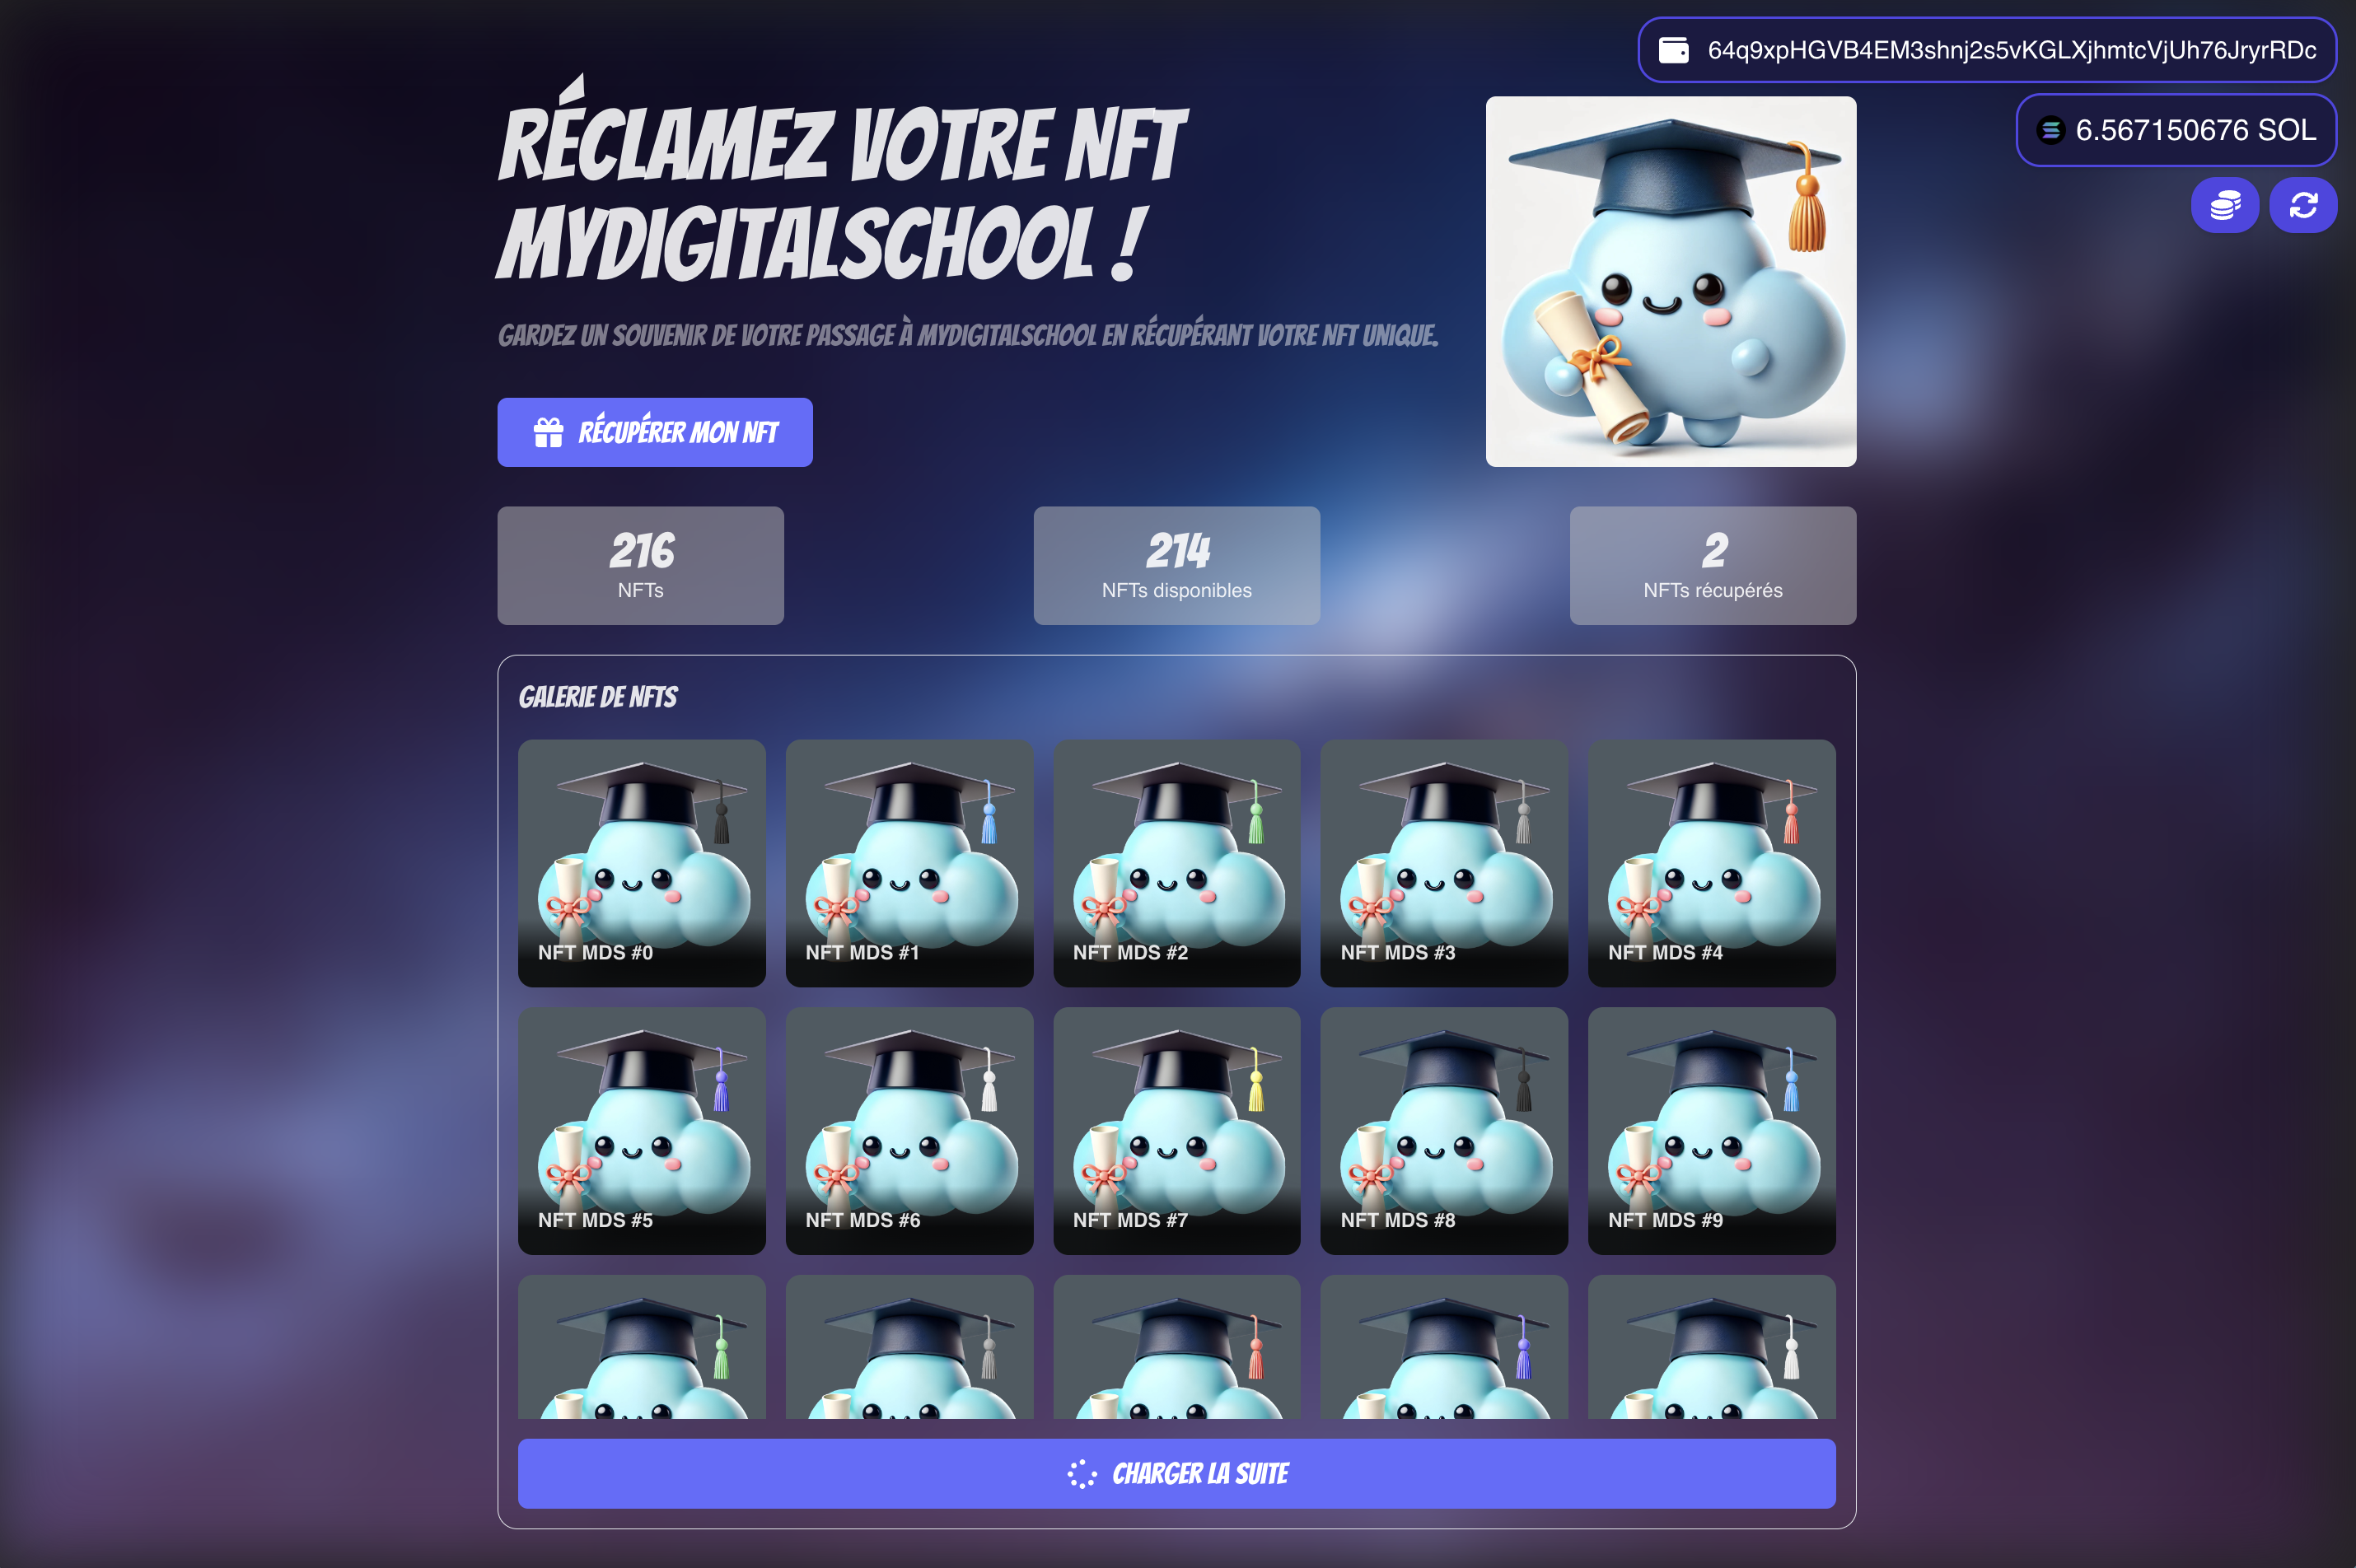 64q9xpHGVB4EM3shnj2s5vKGLXjhmtcVjUh76JryrRDc
6.567150676 SOL
RÉCLAMEZ VOTRE NFT
MYDIGITALSCHOOL !
GARDEZ UN SOUVENIR DE VOTRE PASSAGE À MYDIGITALSCHOOL EN RÉCUPÉRANT VOTRE NFT UNIQUE.
RÉCUPÉRER MON NFT
216
NFTs
214
NFTs disponibles
2
NFTs récupérés
GALERIE DE NFTS
NFT MDS #0
NFT MDS #1
NFT MDS #2
NFT MDS #3
NFT MDS #4
NFT MDS #5
NFT MDS #6
NFT MDS #7
NFT MDS #8
NFT MDS #9
CHARGER LA SUITE